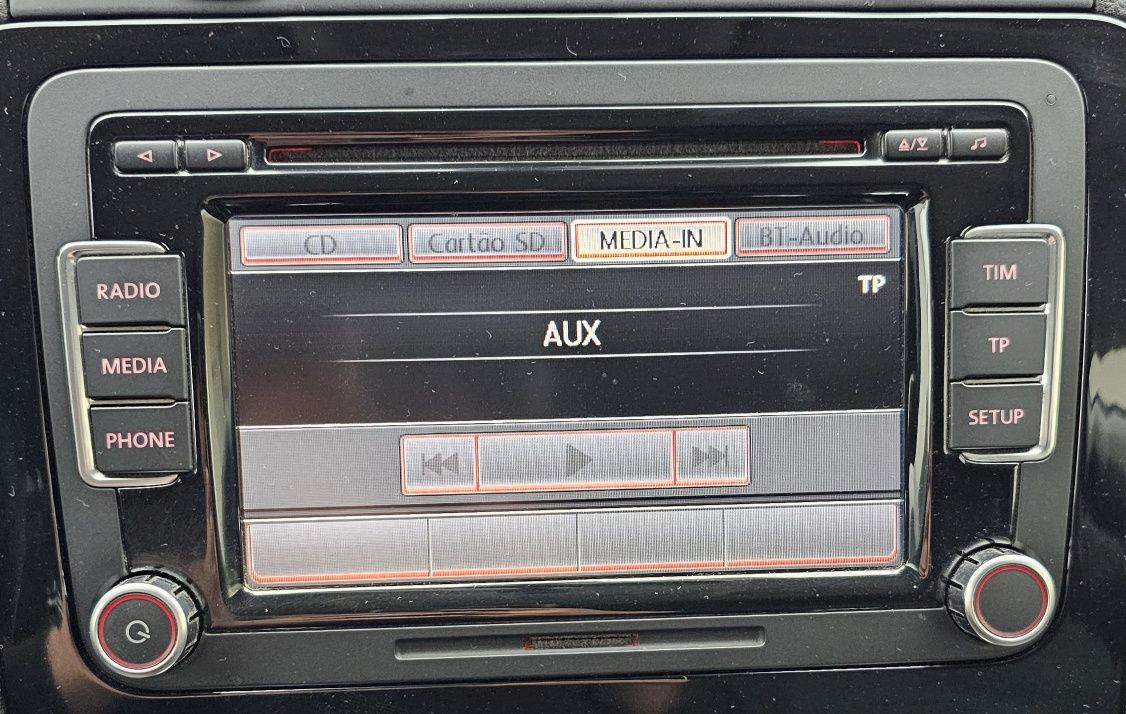 CD
Cartão SD
MEDIA-IN
BT-Audio
TP
RADIO
AUX
MEDIA
PHONE
TIM
TP
SETUP